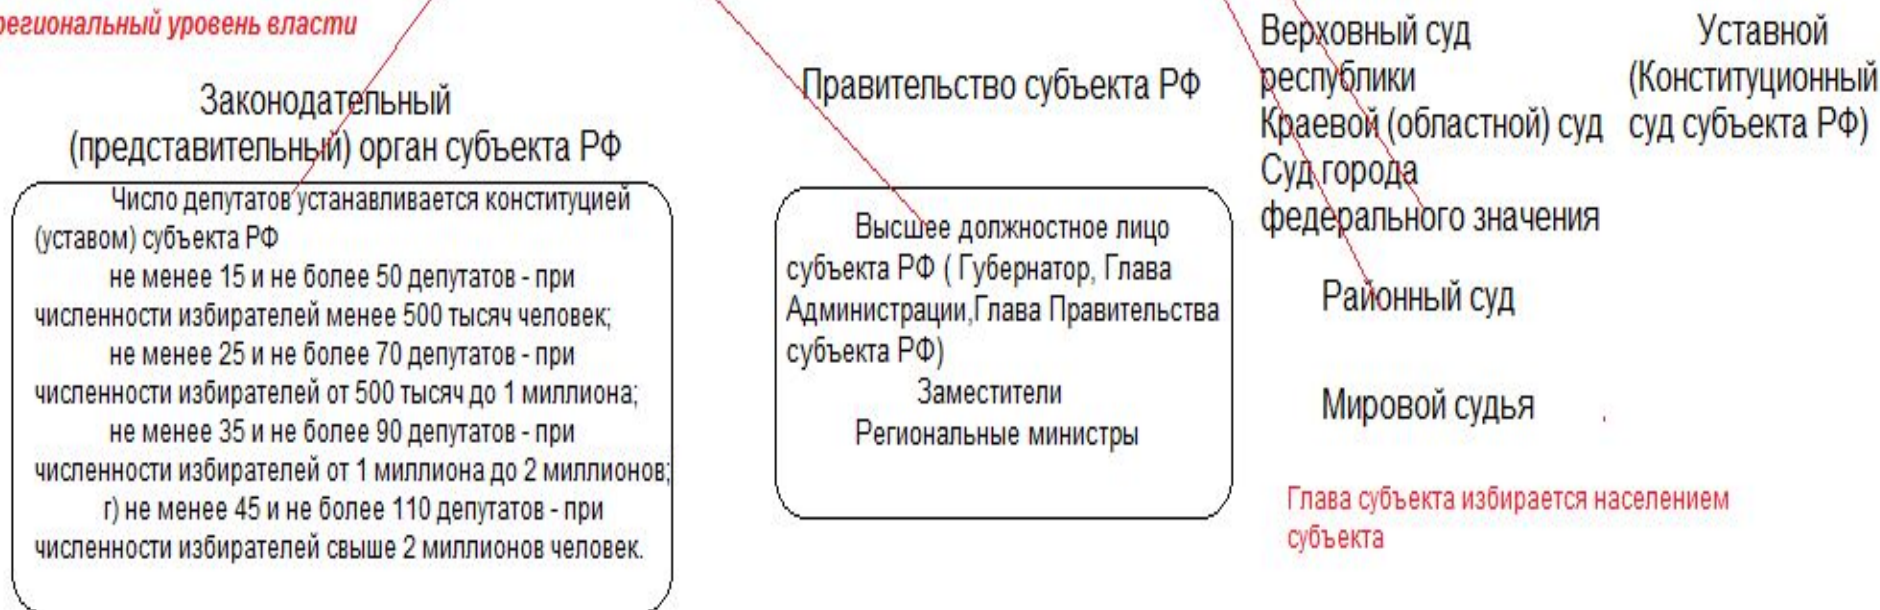 региональный уровень власти
Законодательный
(представительный) орган субъекта РФ
Число депутатов устанавливается конституцией
(уставом) субъекта РФ
не менее 15 и не более 50 депутатов - при
численности избирателей менее 500 тысяч человек;
не менее 25 и не более 70 депутатов - при
численности избирателей от 500 тысяч до 1 миллиона;
не менее 35 и не более 90 депутатов - при
численности избирателей от 1 миллиона до 2 миллионов;
г) не менее 45 и не более 110 депутатов - при
численности избирателей свыше 2 миллионов человек.
Правительство субъекта РФ
Высшее должностное лицо
субъекта РФ ( Губернатор, Глава
Администрации,Глава Правительства
субъекта РФ)
Заместители
Региональные министры
Верховный суд
республики
Краевой (областной) суд
Суд города
федерального значения
Районный суд
Мировой судья
Уставной
(Конституционный
суд субъекта РФ)
Глава субъекта избирается населением
субъекта